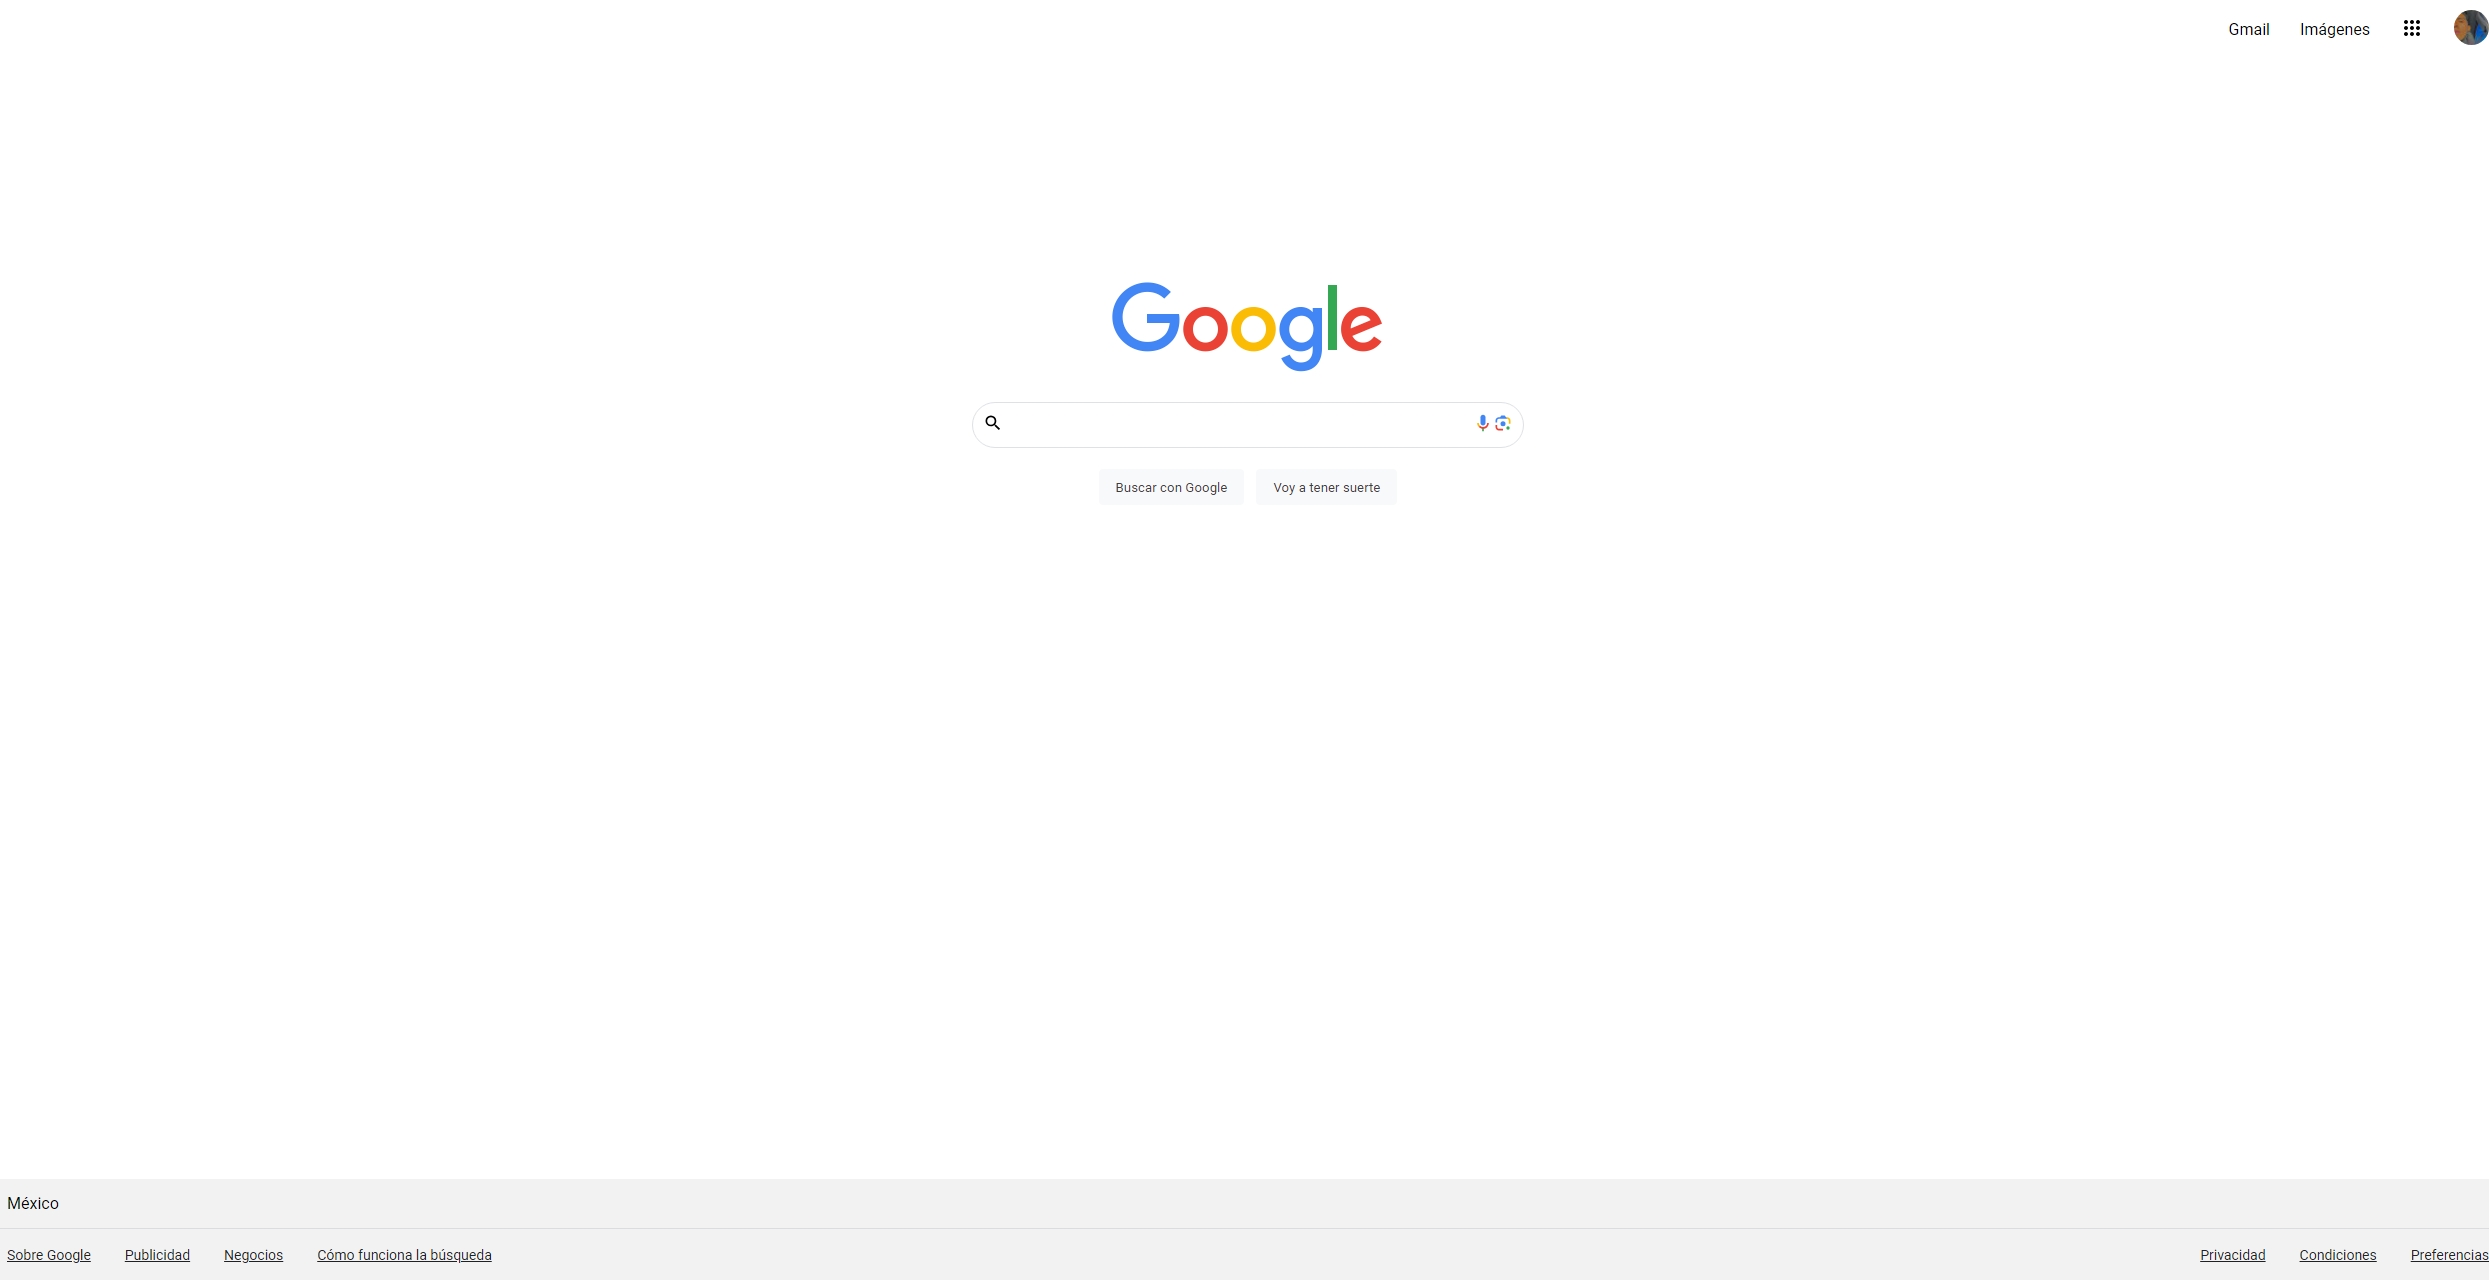 Gmail Imágenes
Google
Buscar con Google Voy a tener suerte
México
Sobre Google Publicidad Negocios Cómo funciona la búsqueda Privacidad Condiciones Preferencias